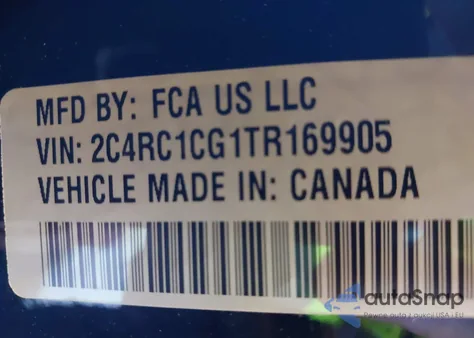 MFD BY: FCA US LLC
VIN: 2C4RC1CG1TR169905
VEHICLE MADE IN: CANADA
autoSnap